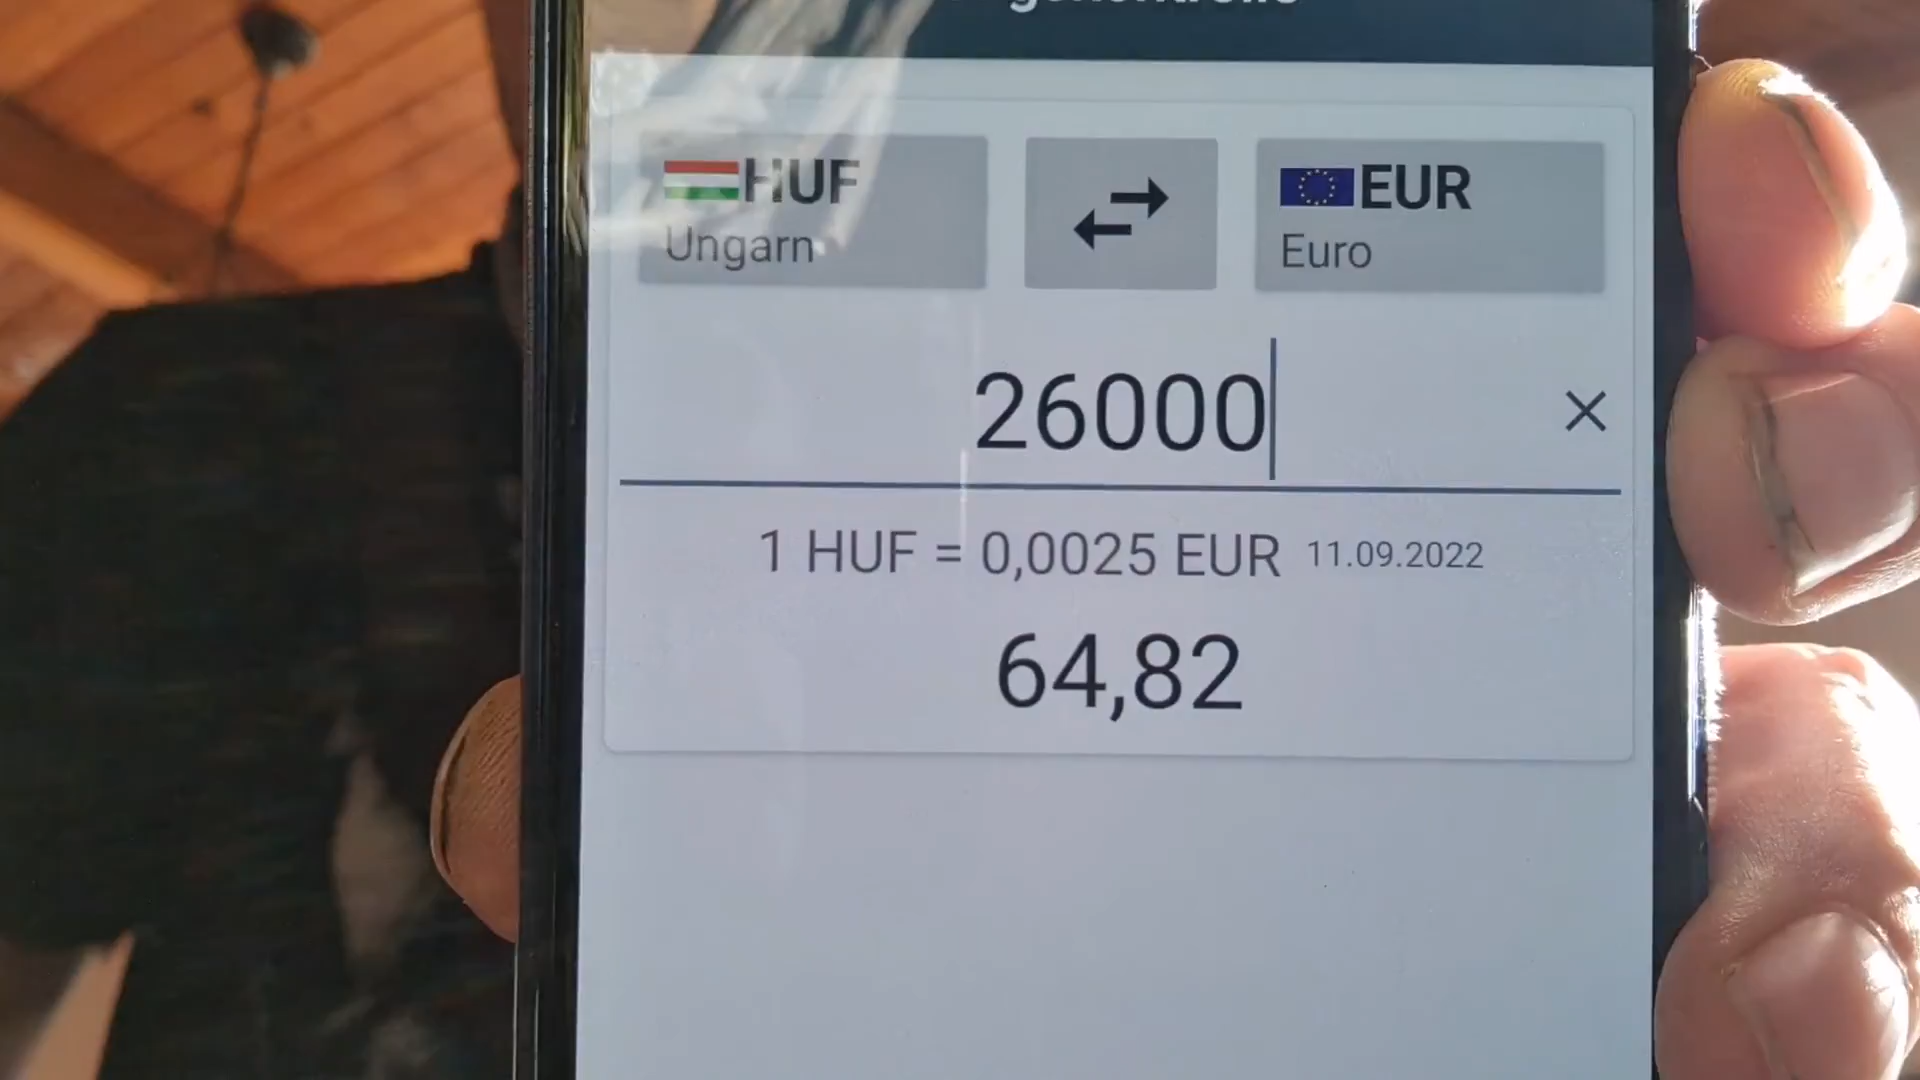 HUF
Ungarn
EUR
Euro
26000
1 HUF = 0,0025 EUR 11.09.2022
64,82